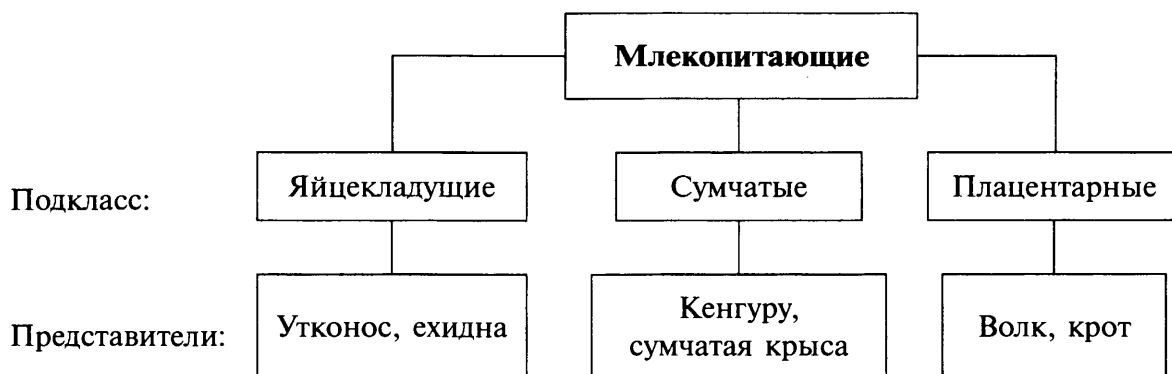 Млекопитающие
Подкласс:
Яйцекладущие
Сумчатые
Плацентарные
Представители:
Утконос, ехидна
Кенгуру,
сумчатая крыса
Волк, крот